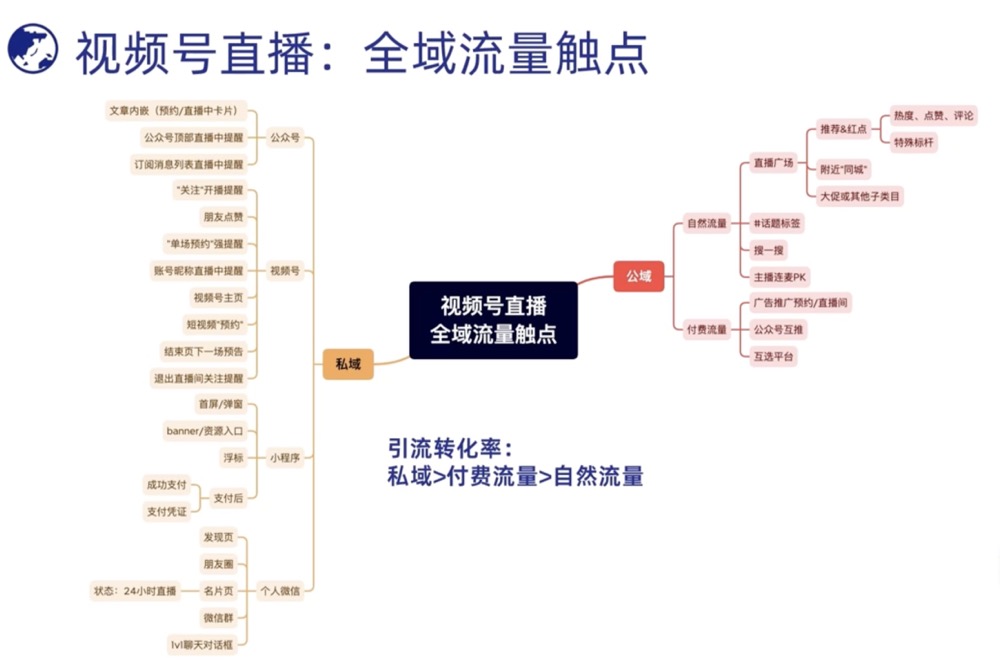 视频号直播：全域流量触点
文章内嵌（预约/直播中卡片）
公众号顶部直播中提醒
订阅消息列表直播中提醒
公众号
"关注"开播提醒
朋友点赞
"单场预约"强提醒
账号昵称直播中提醒
视频号主页
短视频"预约"
结束页下一场预告
退出直播间关注提醒
视频号
首屏/弹窗
banner/资源入口
浮标
成功支付
支付凭证
支付后
小程序
发现页
朋友圈
状态：24小时直播
名片页
微信群
1v1聊天对话框
个人微信
私域
视频号直播
全域流量触点
公域
自然流量
直播广场
推荐&红点
热度、点赞、评论
特殊标杆
附近"同城"
大促或其他子类目
#话题标签
搜一搜
主播连麦PK
付费流量
广告推广预约/直播间
公众号互推
互选平台
引流转化率：
私域>付费流量>自然流量